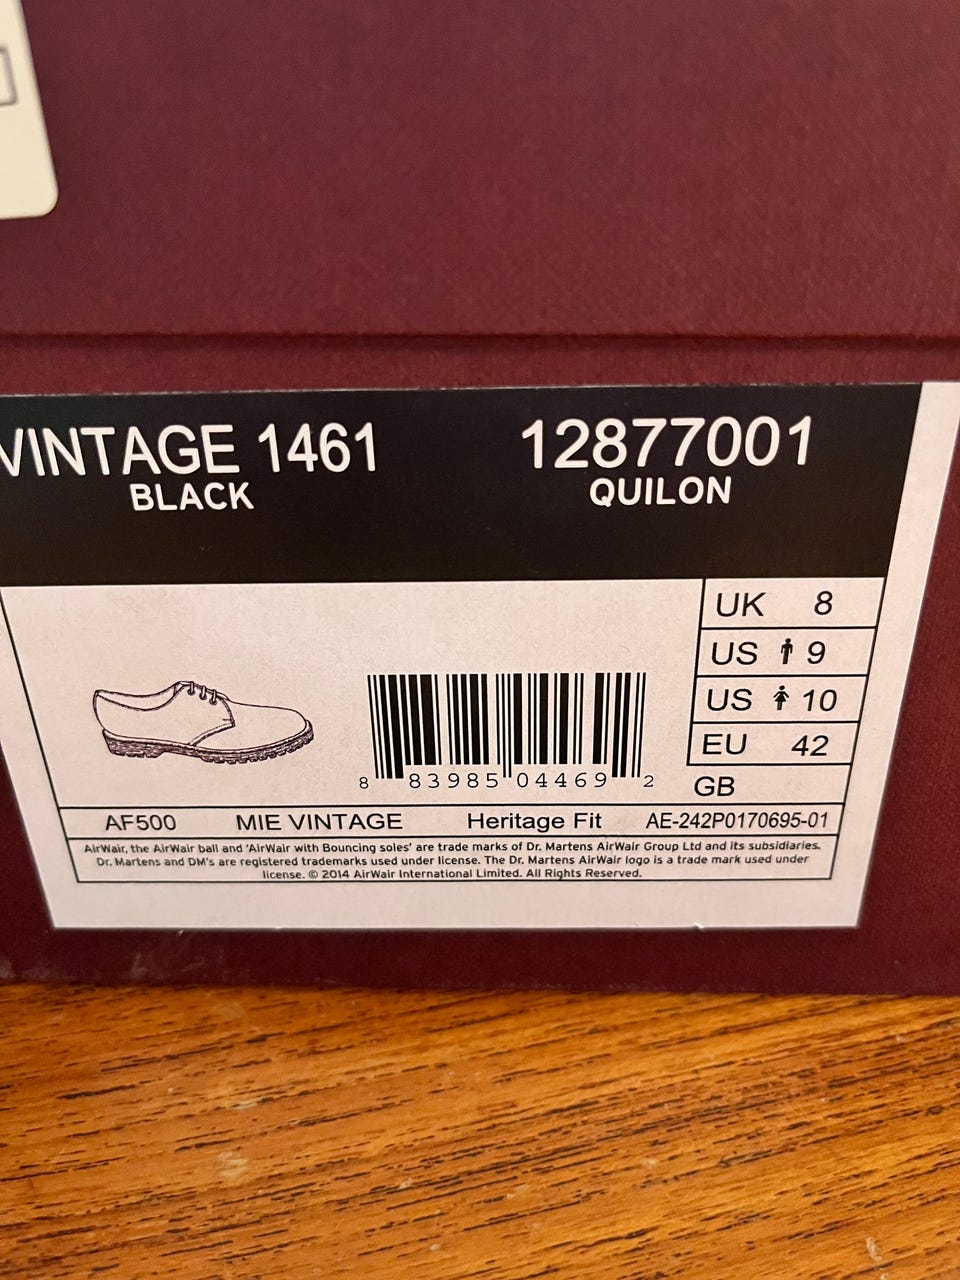 VINTAGE 1461
BLACK
12877001
QUILON
UK 8
US 9
US 10
EU 42
GB
8 83985 04469 2
AF500 MIE VINTAGE Heritage Fit AE-242P0170695-01
AirWair, the AirWair ball and 'AirWair with Bouncing soles' are trade marks of Dr. Martens AirWair Group Ltd and its subsidiaries.
Dr. Martens and DM's are registered trademarks used under license. The Dr. Martens AirWair logo is a trade mark used under
license. © 2014 AirWair International Limited. All Rights Reserved.